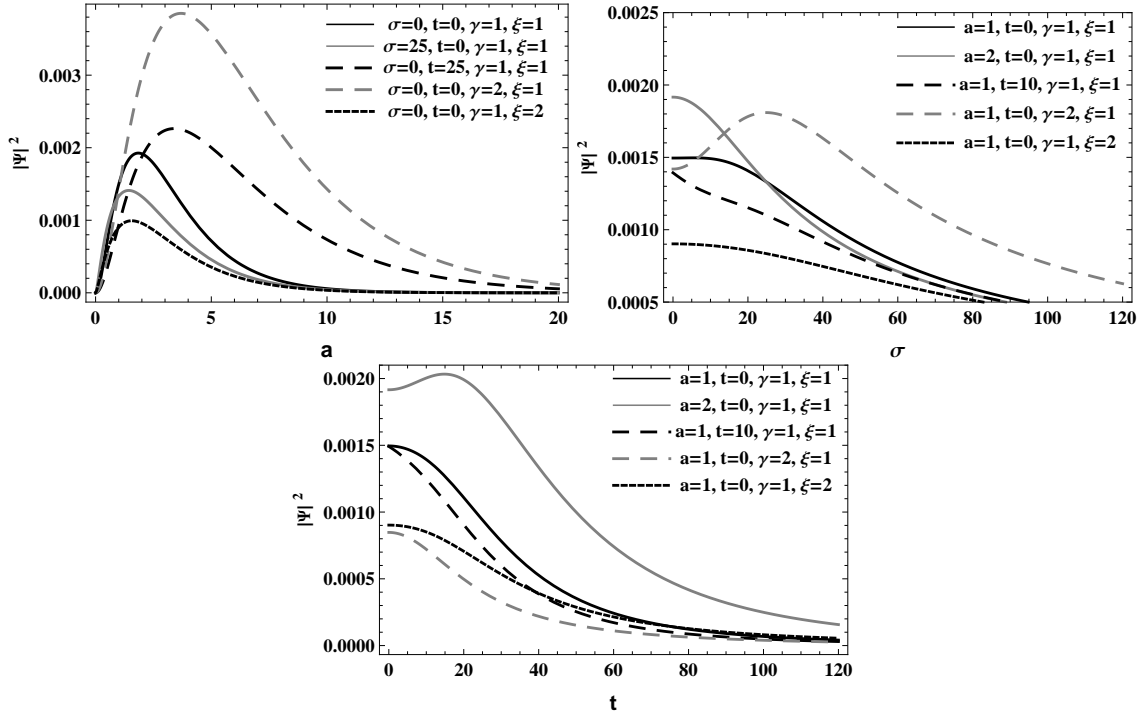 σ=0, t=0, γ=1, ξ=1
σ=25, t=0, γ=1, ξ=1
σ=0, t=25, γ=1, ξ=1
σ=0, t=0, γ=2, ξ=1
σ=0, t=0, γ=1, ξ=2
0.003
0.002
0.001
0.000
|Ψ| 2
0 5 10 15 20
a
a=1, t=0, γ=1, ξ=1
a=2, t=0, γ=1, ξ=1
a=1, t=10, γ=1, ξ=1
a=1, t=0, γ=2, ξ=1
a=1, t=0, γ=1, ξ=2
0.0025
0.0020
0.0015
0.0010
0.0005
|Ψ| 2
0 20 40 60 80 100 120
σ
a=1, t=0, γ=1, ξ=1
a=2, t=0, γ=1, ξ=1
a=1, t=10, γ=1, ξ=1
a=1, t=0, γ=2, ξ=1
a=1, t=0, γ=1, ξ=2
0.0020
0.0015
0.0010
0.0005
0.0000
|Ψ| 2
0 20 40 60 80 100 120
t